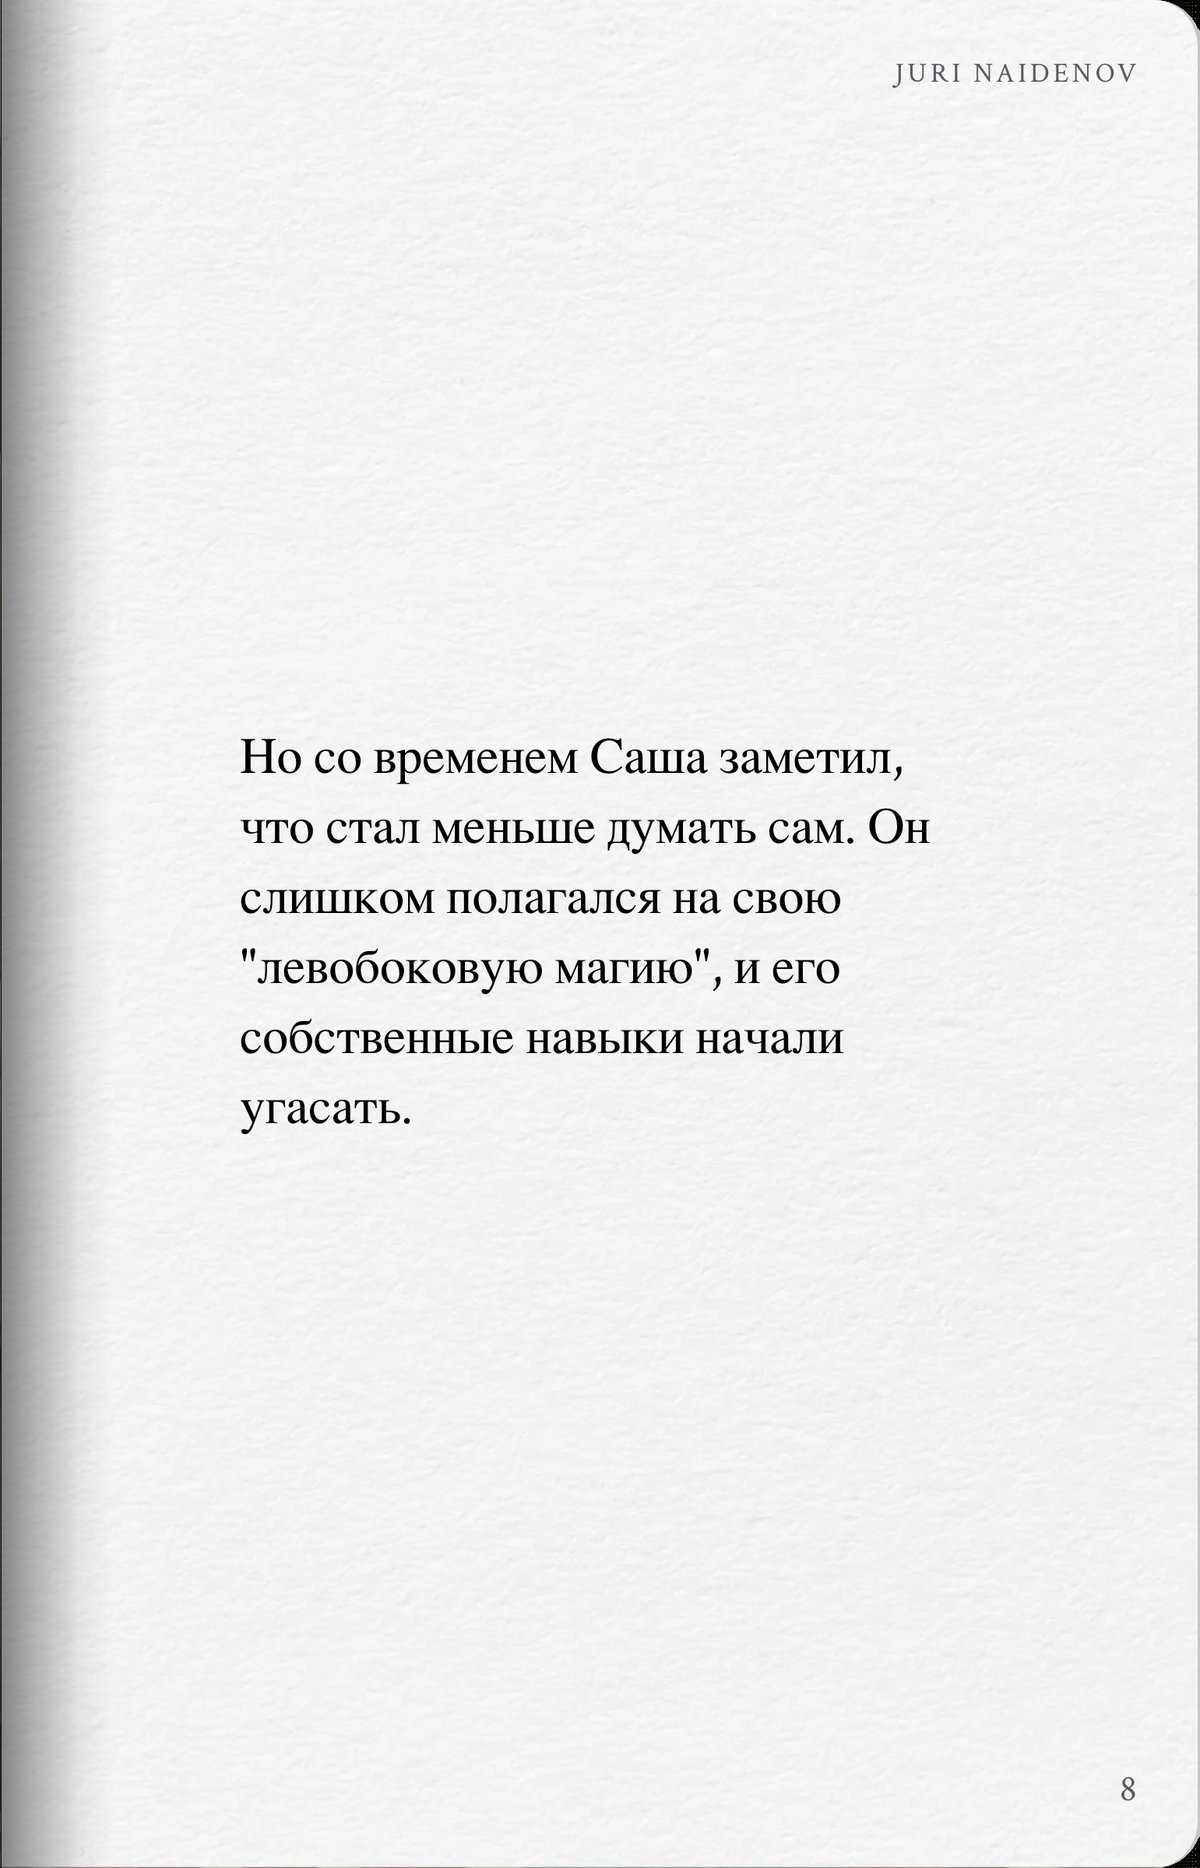 JURI NAIDENOV
Но со временем Саша заметил,
что стал меньше думать сам. Он
слишком полагался на свою
"левобоковую магию", и его
собственные навыки начали
угасать.
8